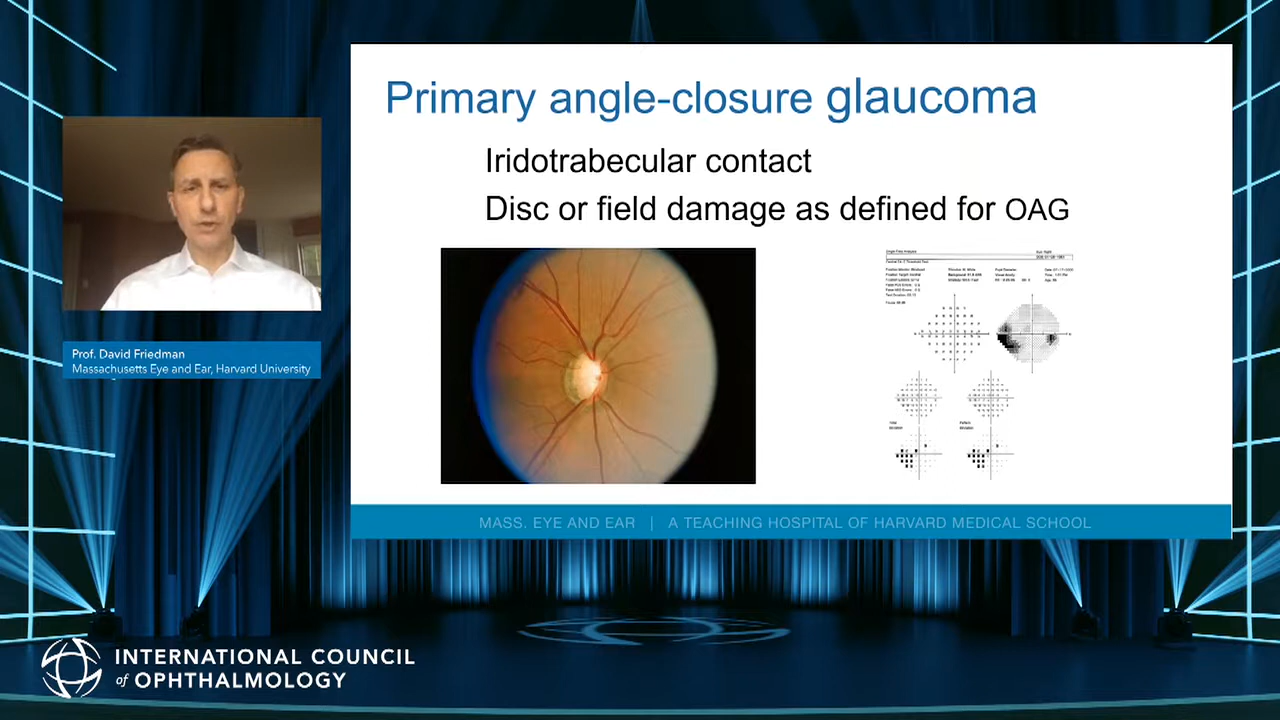 Primary angle-closure glaucoma
Iridotrabecular contact
Disc or field damage as defined for OAG
Prof. David Friedman
Massachusetts Eye and Ear, Harvard University
MASS. EYE AND EAR | A TEACHING HOSPITAL OF HARVARD MEDICAL SCHOOL
INTERNATIONAL COUNCIL
of OPHTHALMOLOGY